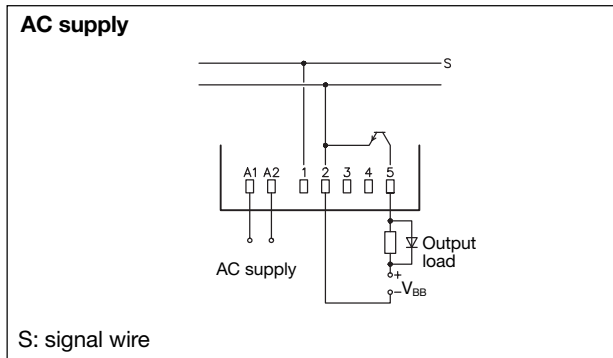 AC supply
S
A1 A2 1 2 3 4 5
Output
load
AC supply
+
–VBB
S: signal wire